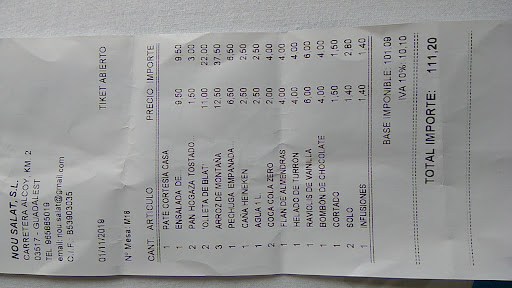 NOU SALAT, S.L.
CARRETERA ALCOY, KM. 2
03517 - GUADALEST
TEL 965885019
email: nou.salat@gmail.com
C.I.F. B53903035
01/11/2019 TIKET ABIERTO
Nº Mesa:
CANT ARTICULO PRECIO IMPORTE
1 PATE CORTESIA CASA
1 ENSALADA DE 9.50 9.50
2 PAN HOGAZA TOSTADO 1.50 3.00
2 "OLLETA DE BLAT" 11.00 22.00
3 ARROZ DE MONTAÑA 12.50 37.50
1 PECHUGA EMPANADA 6.50 6.50
1 CAÑA HEINEKEN 2.50 2.50
1 AGUA 1 L. 2.50 2.50
2 COCA COLA ZERO 2.00 4.00
1 FLAN DE ALMENDRAS 4.00 4.00
1 HELADO DE TURRON 4.00 4.00
1 RAVIOLIS DE VAINILLA 6.00 6.00
1 BOMBON DE CHOCOLATE 4.00 4.00
1 CORTADO 1.50 1.50
2 SOLO 1.40 2.80
1 INFUSIONES 1.40 1.40
BASE IMPONIBLE: 101.09
IVA 10% 10.10
TOTAL IMPORTE: 111.20